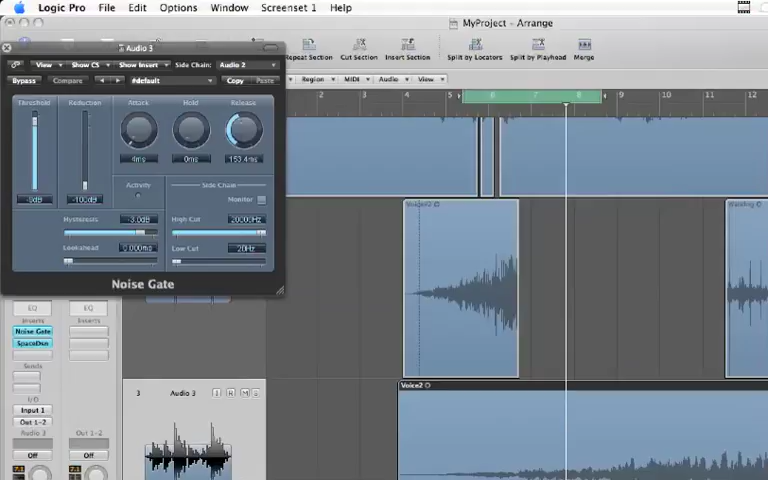 Logic Pro File Edit Options Window Screenset 1 Help
MyProject – Arrange
Audio 3
View Show CS Show Insert Side Chain: Audio 2
Bypass Compare #default Copy Paste
Repeat Section Cut Section Insert Section Split by Locators Split by Playhead Merge
Region MIDI Audio View
2 3 4 5 6 7 8 9 10 11 12
Threshold Reduction Attack Hold Release
4ms 0ms 153.4ms
-100dB
Activity Side Chain
Monitor
Hysteresis -3.0dB High Cut 20000Hz
Lookahead 0.000ms Low Cut 20Hz
Noise Gate
Voice2
EQ EQ
Inserts Inserts
Noise Gate
SpaceDsn
Sends
I/O
Input 1
Out 1-2
Audio 3 Out 1-2
Off Off
3 Audio 3 I R M S
Voice2